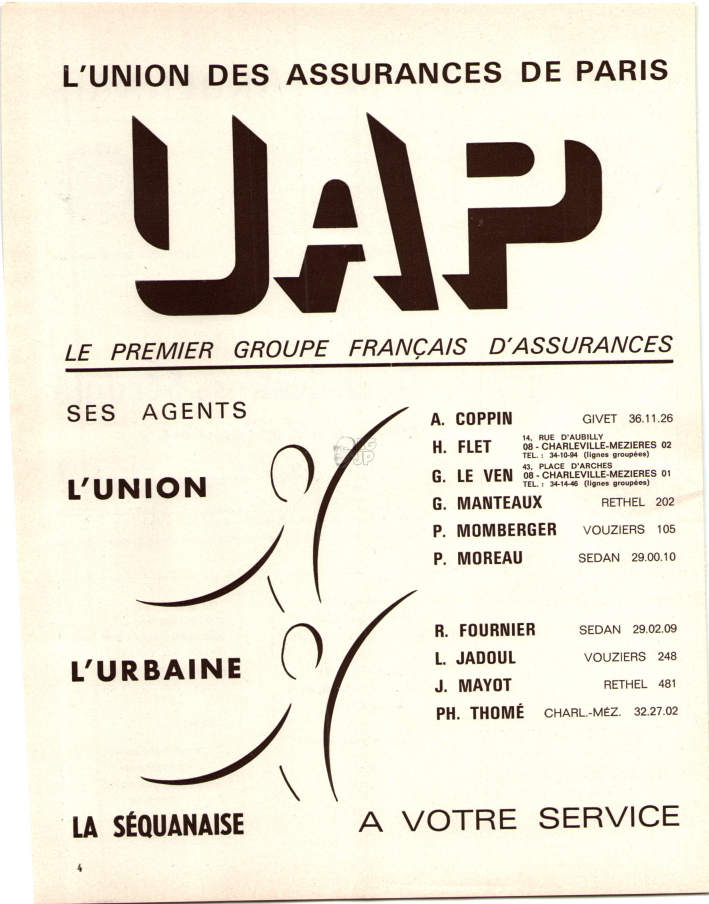 L'UNION DES ASSURANCES DE PARIS
UAP
LE PREMIER GROUPE FRANÇAIS D'ASSURANCES
SES AGENTS
L'UNION
A. COPPIN GIVET 36.11.26
H. FLET 14, RUE D'AUBILLY
08 - CHARLEVILLE-MEZIERES 02
TEL. : 34-10-94 (lignes groupées)
G. LE VEN 43, PLACE D'ARCHES
08 - CHARLEVILLE-MEZIERES 01
TEL. : 34-14-46 (lignes groupées)
G. MANTEAUX RETHEL 202
P. MOMBERGER VOUZIERS 105
P. MOREAU SEDAN 29.00.10
L'URBAINE
R. FOURNIER SEDAN 29.02.09
L. JADOUL VOUZIERS 248
J. MAYOT RETHEL 481
PH. THOMÉ CHARL.-MÉZ. 32.27.02
LA SÉQUANAISE
A VOTRE SERVICE
4